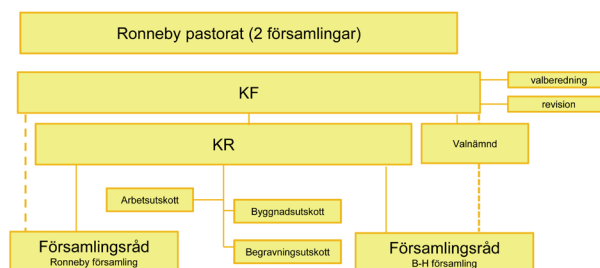 Ronneby pastorat (2 församlingar)
KF
valberedning
revision
KR
Valnämnd
Arbetsutskott
Byggnadsutskott
Begravningsutskott
Församlingsråd
Ronneby församling
Församlingsråd
B-H församling